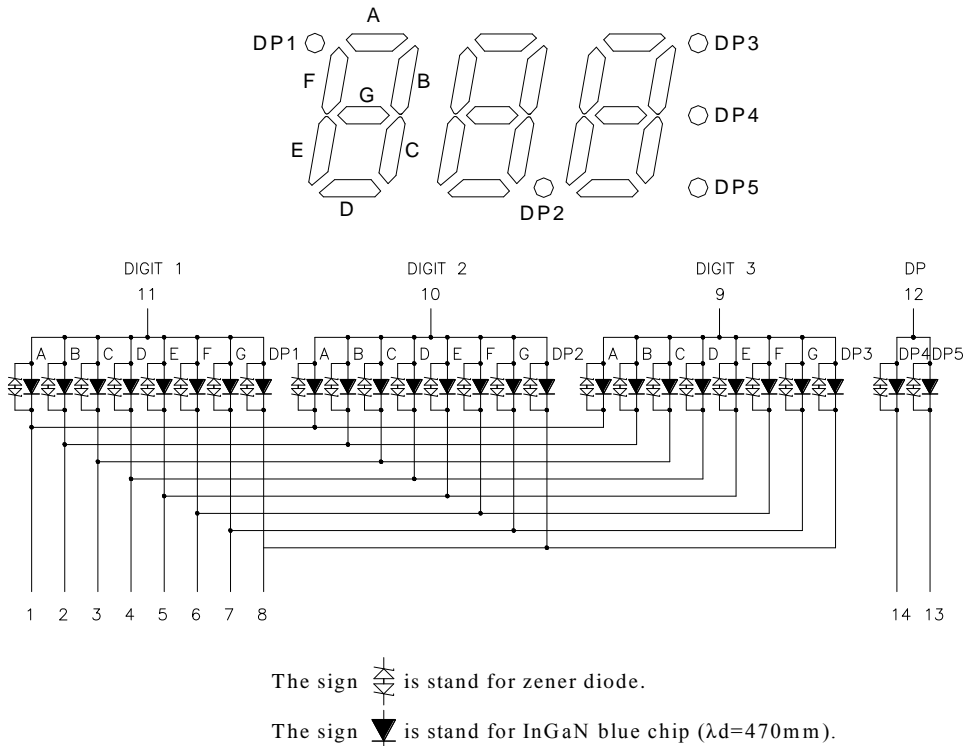 A
DP1 DP3
F B
G
DP4
E C
DP5
D DP2
DIGIT 1 DIGIT 2 DIGIT 3 DP
11 10 9 12
A B C D E F G DP1 A B C D E F G DP2 A B C D E F G DP3 DP4 DP5
1 2 3 4 5 6 7 8 14 13
The sign is stand for zener diode.
The sign is stand for InGaN blue chip (λd=470mm).